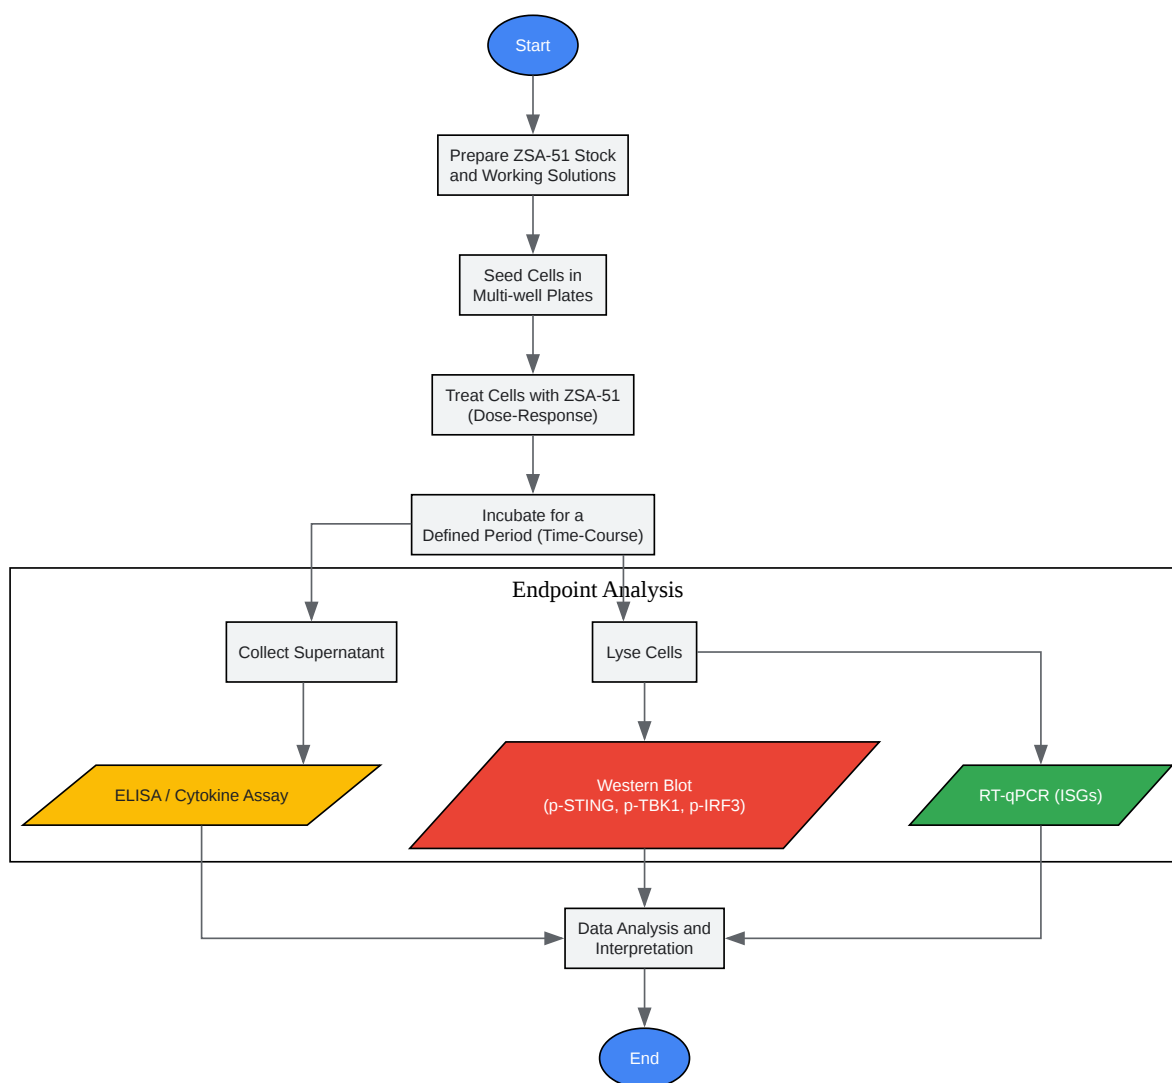 Start
Prepare ZSA-51 Stock
and Working Solutions
Seed Cells in
Multi-well Plates
Treat Cells with ZSA-51
(Dose-Response)
Incubate for a
Defined Period (Time-Course)
Endpoint Analysis
Collect Supernatant
Lyse Cells
ELISA / Cytokine Assay
Western Blot
(p-STING, p-TBK1, p-IRF3)
RT-qPCR (ISGs)
Data Analysis and
Interpretation
End